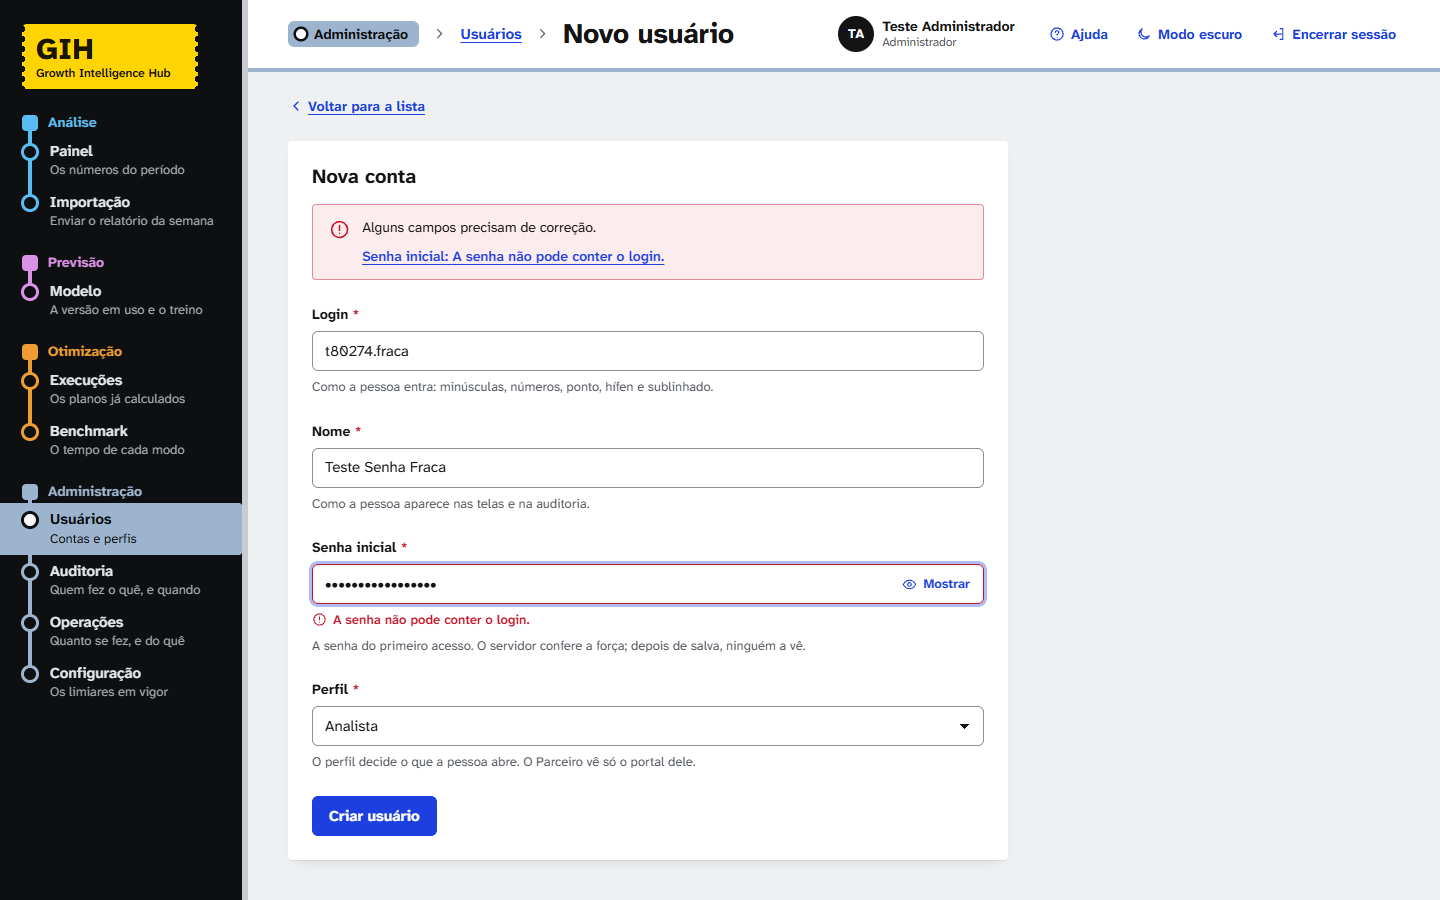 GIH
Growth Intelligence Hub
Análise
Painel
Os números do período
Importação
Enviar o relatório da semana
Previsão
Modelo
A versão em uso e o treino
Otimização
Execuções
Os planos já calculados
Benchmark
O tempo de cada modo
Administração
Usuários
Contas e perfis
Auditoria
Quem fez o quê, e quando
Operações
Quanto se fez, e do quê
Configuração
Os limiares em vigor
Administração > Usuários > Novo usuário
TA
Teste Administrador
Administrador
Ajuda
Modo escuro
Encerrar sessão
Voltar para a lista
Nova conta
Alguns campos precisam de correção.
Senha inicial: A senha não pode conter o login.
Login *
t80274.fraca
Como a pessoa entra: minúsculas, números, ponto, hífen e sublinhado.
Nome *
Teste Senha Fraca
Como a pessoa aparece nas telas e na auditoria.
Senha inicial *
•••••••••••••••••
Mostrar
A senha não pode conter o login.
A senha do primeiro acesso. O servidor confere a força; depois de salva, ninguém a vê.
Perfil *
Analista
O perfil decide o que a pessoa abre. O Parceiro vê só o portal dele.
Criar usuário